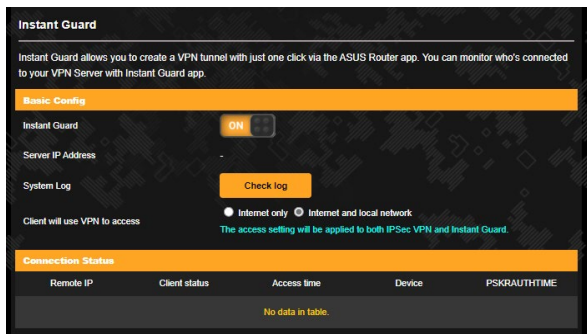 Instant Guard
Instant Guard allows you to create a VPN tunnel with just one click via the ASUS Router app. You can monitor who's connected
to your VPN Server with Instant Guard app.
Basic Config
Instant Guard ON
Server IP Address -
System Log Check log
Client will use VPN to access Internet only Internet and local network
The access setting will be applied to both IPSec VPN and Instant Guard.
Connection Status
Remote IP Client status Access time Device PSKRAUTHTIME
No data in table.